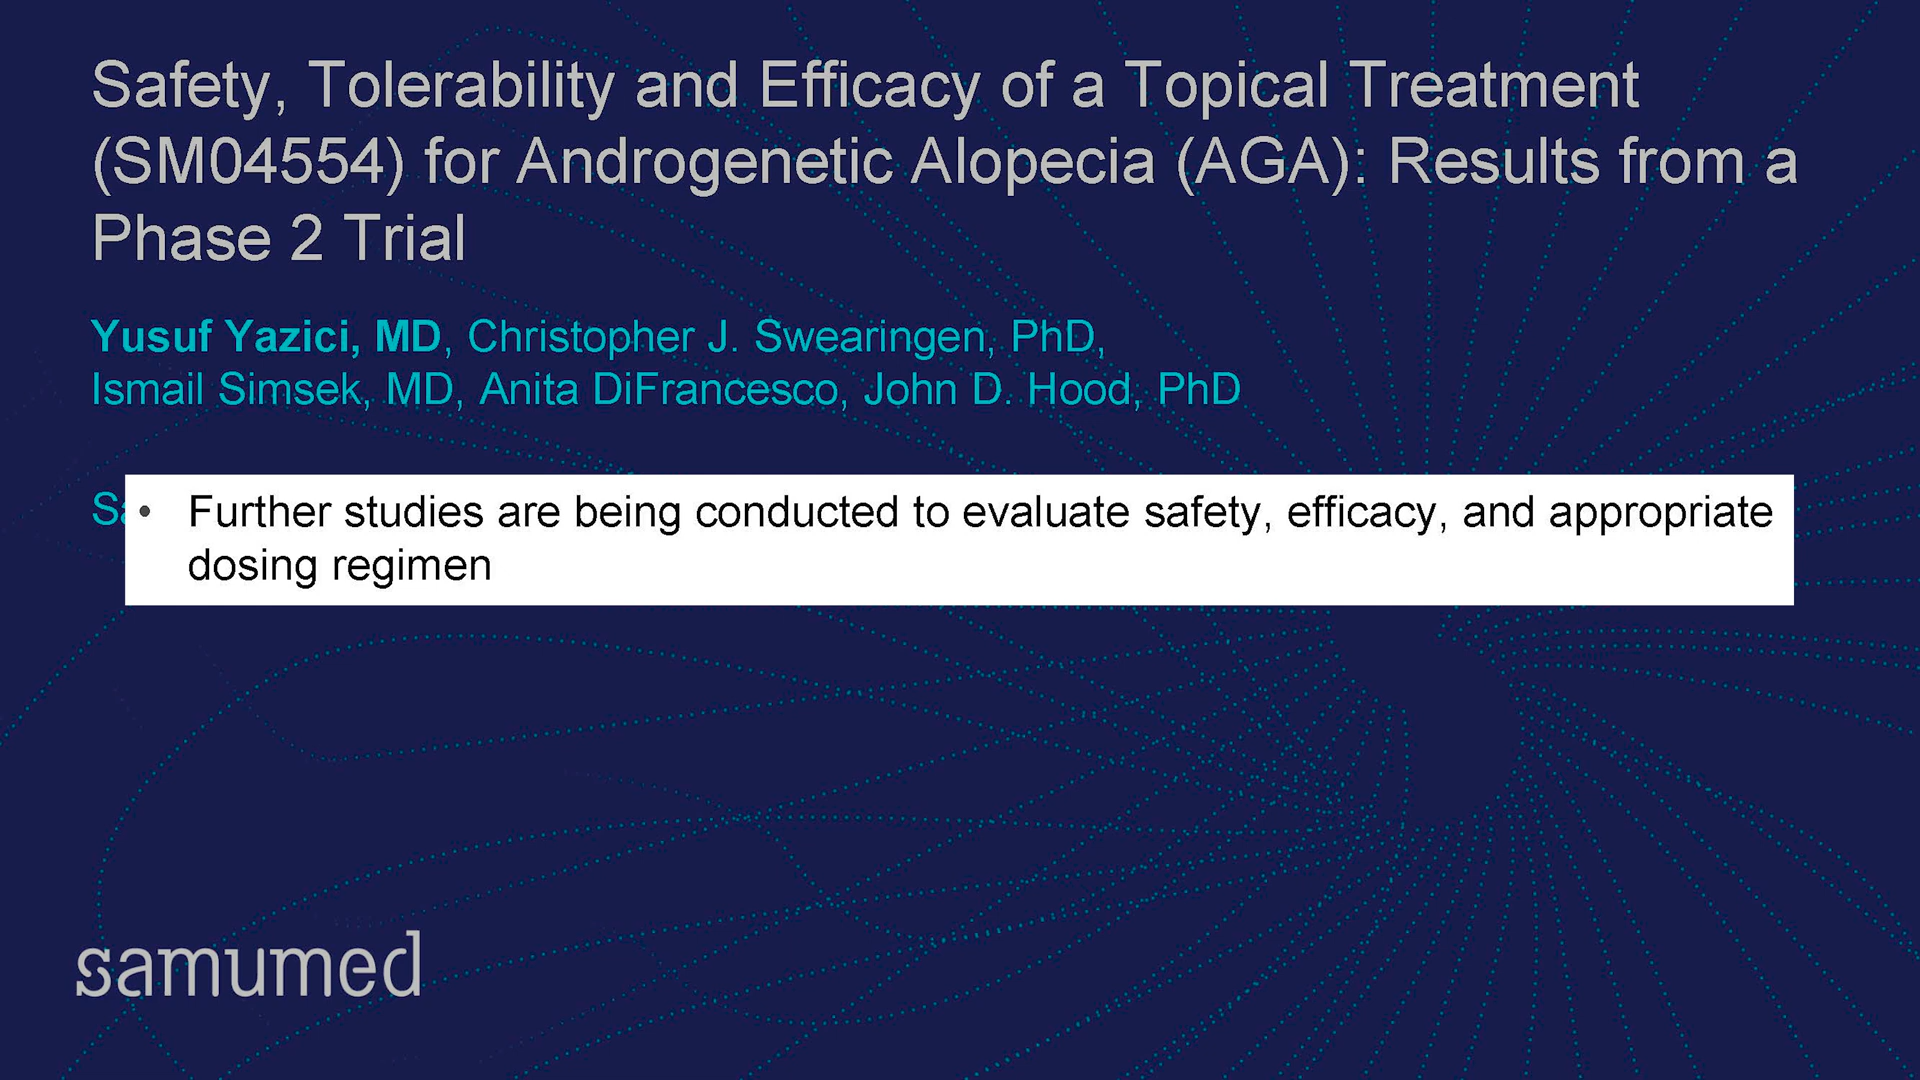 Safety, Tolerability and Efficacy of a Topical Treatment
(SM04554) for Androgenetic Alopecia (AGA): Results from a
Phase 2 Trial
Yusuf Yazici, MD, Christopher J. Swearingen, PhD,
Ismail Simsek, MD, Anita DiFrancesco, John D. Hood, PhD
• Further studies are being conducted to evaluate safety, efficacy, and appropriate
dosing regimen
samumed